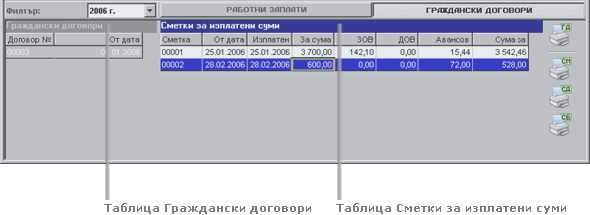 Филтър: 2006 г. РАБОТНИ ЗАПЛАТИ ГРАЖДАНСКИ ДОГОВОРИ
Граждански договори Сметки за изплатени суми
Договор № От дата Сметка От дата Изплатен За сума ЗОВ ДОВ Авансов Сума за
00003 01.2006 00001 25.01.2006 25.01.2006 3 700,00 142,10 0,00 15,44 3 542,46
00002 28.02.2006 28.02.2006 600,00 0,00 0,00 72,00 528,00
ГД
СН
СД
СБ
Таблица Граждански договори Таблица Сметки за изплатени суми